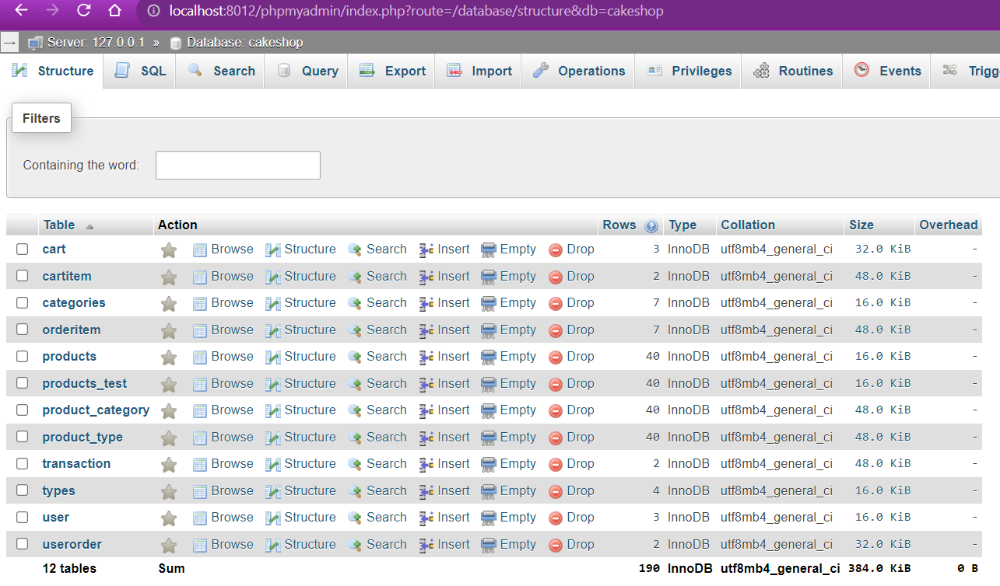 localhost:8012/phpmyadmin/index.php?route=/database/structure&db=cakeshop
Server: 127.0.0.1 » Database: cakeshop
Structure SQL Search Query Export Import Operations Privileges Routines Events Trigg
Filters
Containing the word:
Table Action Rows Type Collation Size Overhead
cart Browse Structure Search Insert Empty Drop 3 InnoDB utf8mb4_general_ci 32.0 KiB -
cartitem Browse Structure Search Insert Empty Drop 2 InnoDB utf8mb4_general_ci 48.0 KiB -
categories Browse Structure Search Insert Empty Drop 7 InnoDB utf8mb4_general_ci 16.0 KiB -
orderitem Browse Structure Search Insert Empty Drop 7 InnoDB utf8mb4_general_ci 48.0 KiB -
products Browse Structure Search Insert Empty Drop 40 InnoDB utf8mb4_general_ci 16.0 KiB -
products_test Browse Structure Search Insert Empty Drop 40 InnoDB utf8mb4_general_ci 16.0 KiB -
product_category Browse Structure Search Insert Empty Drop 40 InnoDB utf8mb4_general_ci 48.0 KiB -
product_type Browse Structure Search Insert Empty Drop 40 InnoDB utf8mb4_general_ci 48.0 KiB -
transaction Browse Structure Search Insert Empty Drop 2 InnoDB utf8mb4_general_ci 48.0 KiB -
types Browse Structure Search Insert Empty Drop 4 InnoDB utf8mb4_general_ci 16.0 KiB -
user Browse Structure Search Insert Empty Drop 3 InnoDB utf8mb4_general_ci 16.0 KiB -
userorder Browse Structure Search Insert Empty Drop 2 InnoDB utf8mb4_general_ci 32.0 KiB -
12 tables Sum 190 InnoDB utf8mb4_general_ci 384.0 KiB 0 B